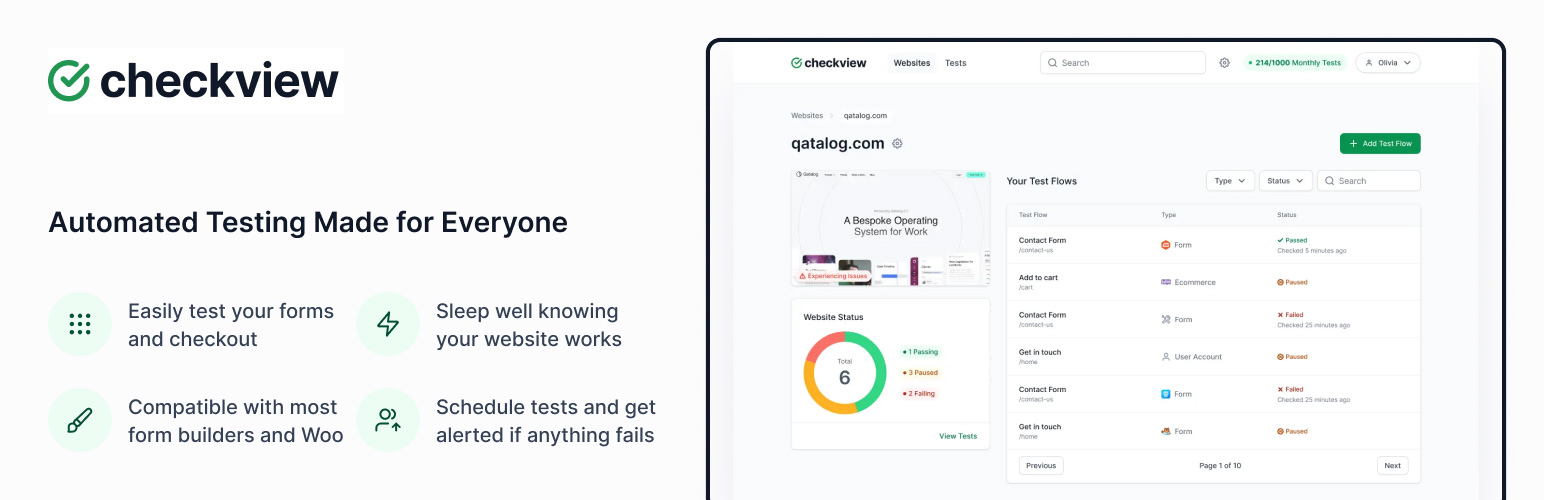 checkview
Automated Testing Made for Everyone
Easily test your forms
and checkout
Sleep well knowing
your website works
Compatible with most
form builders and Woo
Schedule tests and get
alerted if anything fails
checkview
Websites
Tests
Search
214/1000 Monthly Tests
Olivia
Websites
qatalog.com
qatalog.com
Add Test Flow
Qatalog
A Bespoke Operating
System for Work
Experiencing Issues
Website Status
Total
6
1 Passing
3 Paused
2 Failing
View Tests
Your Test Flows
Type
Status
Search
Test Flow Type Status
Contact Form
/contact-us
Form
Passed
Checked 5 minutes ago
Add to cart
/cart
Ecommerce
Paused
Contact Form
/contact-us
Form
Failed
Checked 25 minutes ago
Get in touch
/home
User Account
Paused
Contact Form
/contact-us
Form
Failed
Checked 25 minutes ago
Get in touch
/home
Form
Paused
Previous
Page 1 of 10
Next